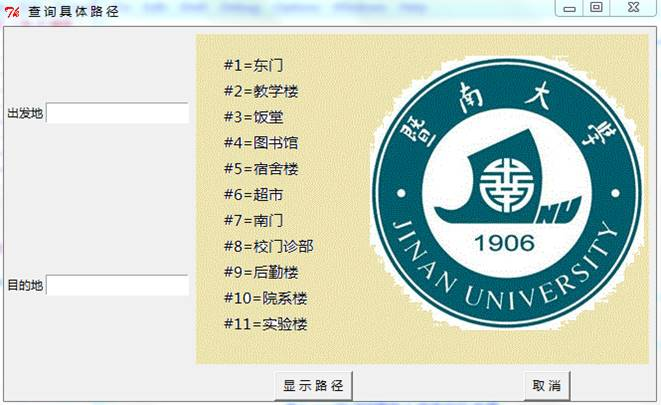 查询具体路径
出发地
目的地
#1=东门
#2=教学楼
#3=饭堂
#4=图书馆
#5=宿舍楼
#6=超市
#7=南门
#8=校门诊部
#9=后勤楼
#10=院系楼
#11=实验楼
暨南大学
NU
1906
JINAN UNIVERSITY
显示路径
取消